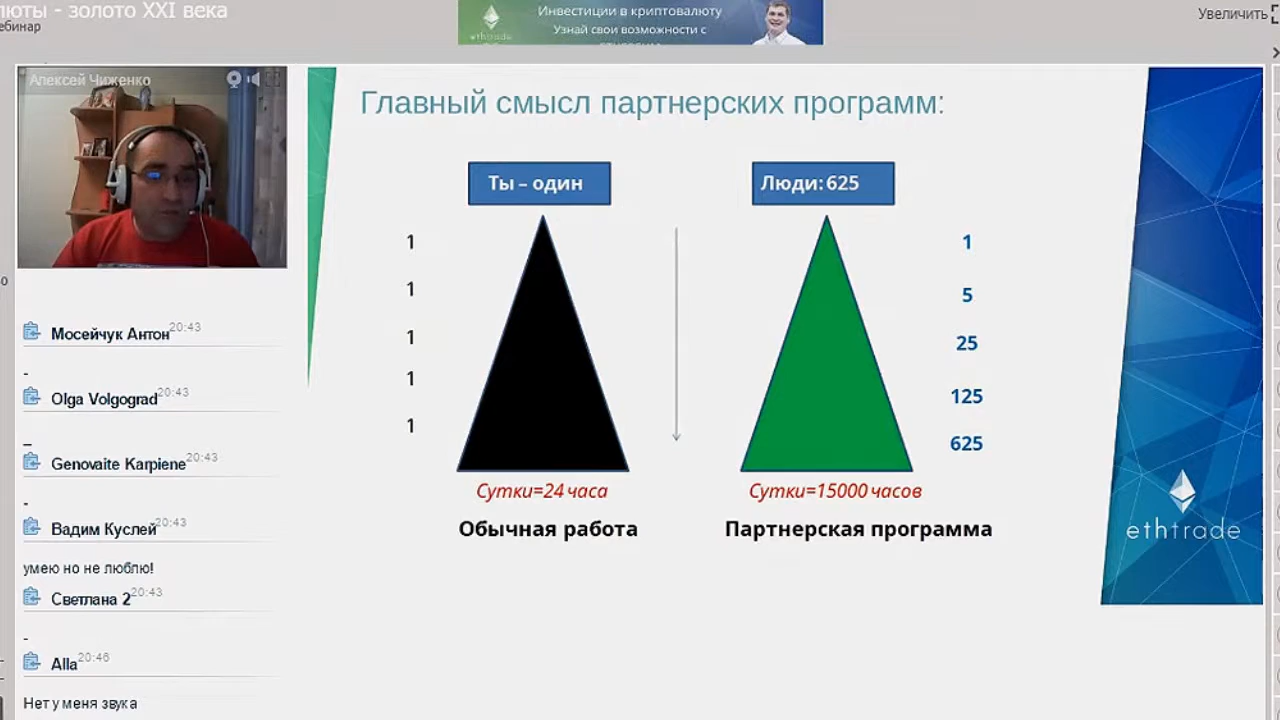 люты - золото XXI века
ебинар
ethtrade
Инвестиции в криптовалюту
Узнай свои возможности с
Увеличить
Алексей Чиженко
Главный смысл партнерских программ:
Ты – один
Люди: 625
1
1
1
1
1
1
5
25
125
625
Сутки=24 часа
Сутки=15000 часов
Обычная работа
Партнерская программа
ethtrade
Мосейчук Антон 20:43
-
Olga Volgograd 20:43
–
Genovaite Karpiene 20:43
-
Вадим Куслей 20:43
умею но не люблю!
Светлана 2 20:43
-
Alla 20:46
Нет у меня звука